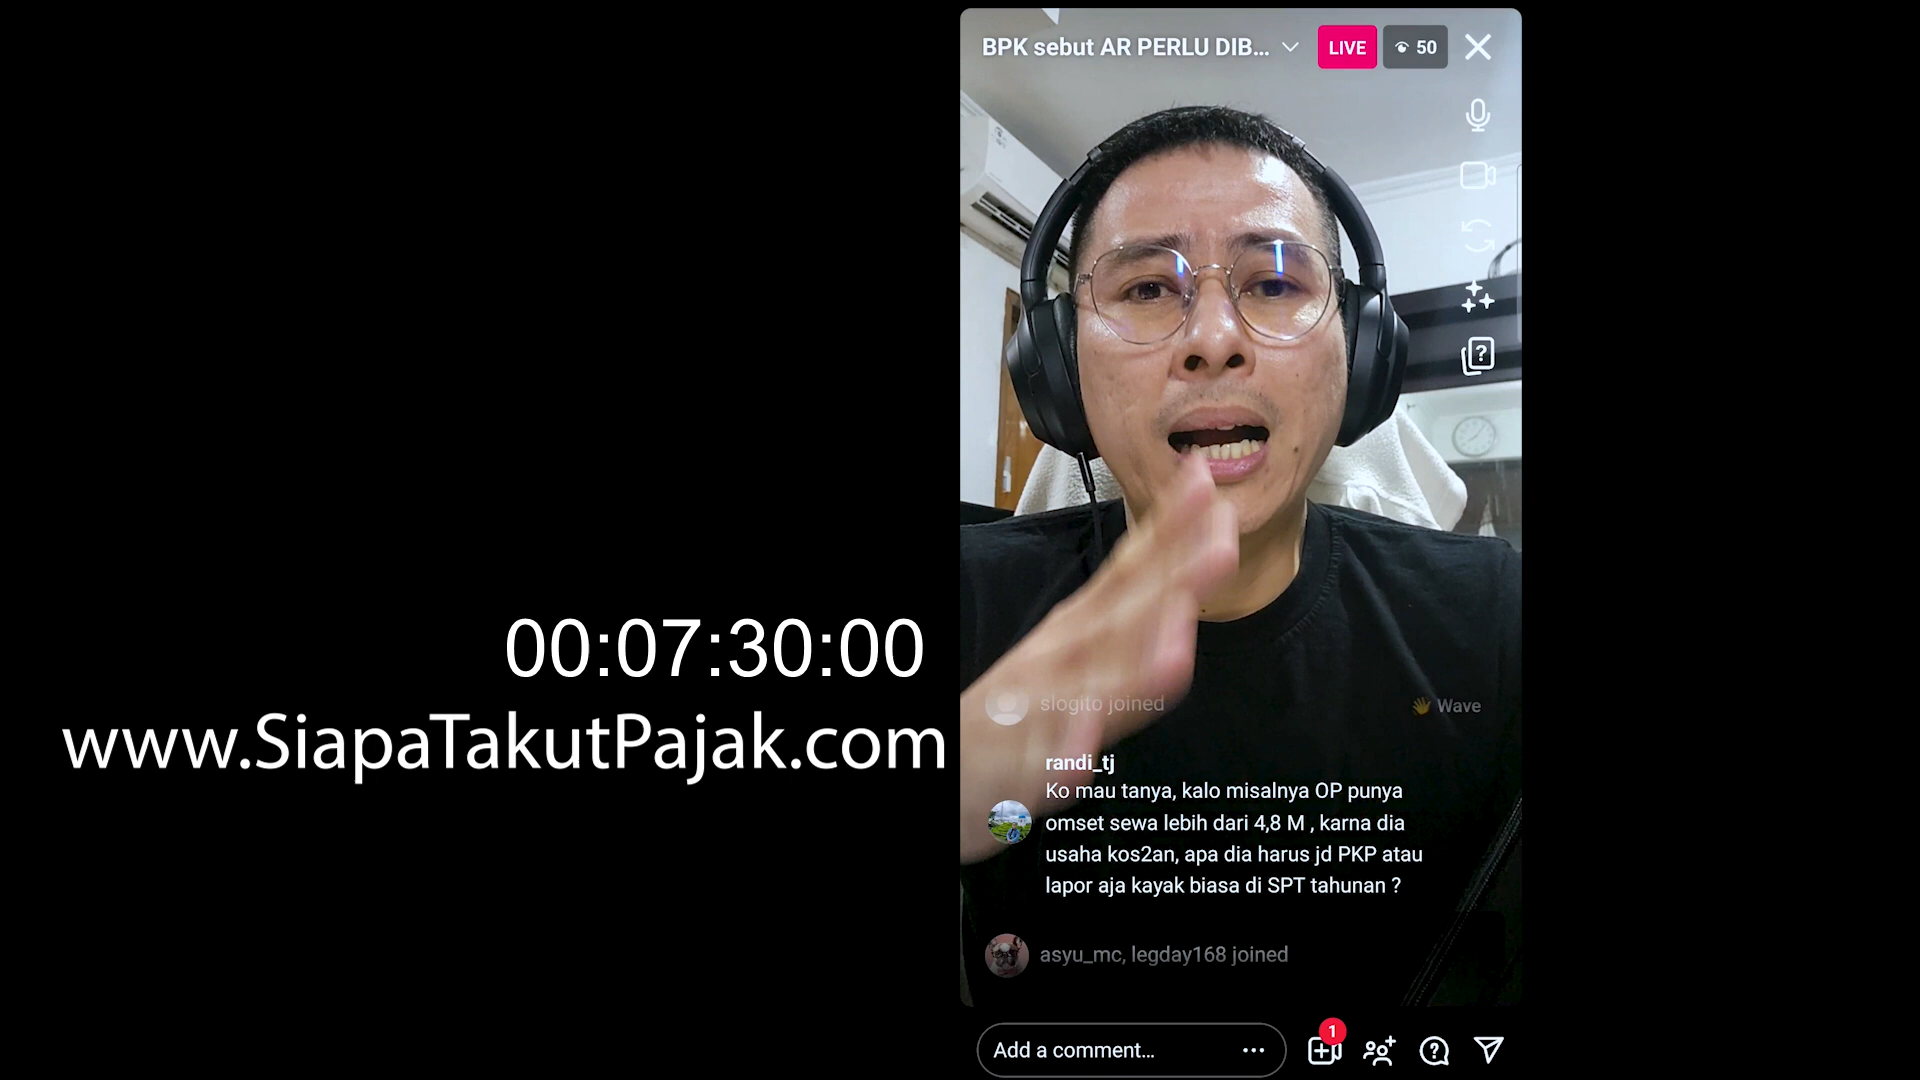 BPK sebut AR PERLU DIB...
LIVE
50
00:07:30:00
www.SiapaTakutPajak.com
slogito joined
Wave
randi_tj
Ko mau tanya, kalo misalnya OP punya
omset sewa lebih dari 4,8 M , karna dia
usaha kos2an, apa dia harus jd PKP atau
lapor aja kayak biasa di SPT tahunan ?
asyu_mc, legday168 joined
Add a comment...
1